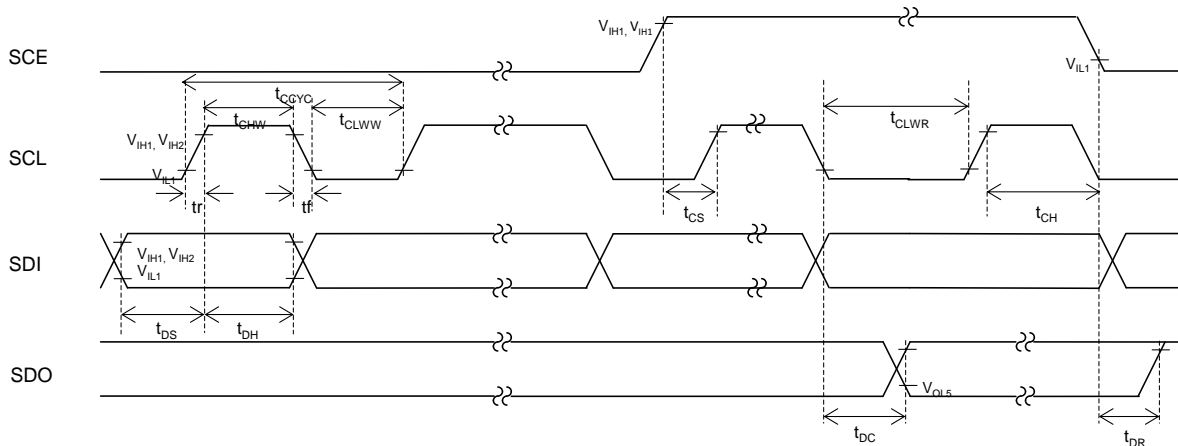 V_IH1, V_IH1
SCE
V_IL1
t_CCYC
t_CHW
t_CLWW
t_CLWR
V_IH1, V_IH2
SCL
V_IL1
tr
tf
t_CS
t_CH
V_IH1, V_IH2
SDI
V_IL1
t_DS
t_DH
SDO
V_OL5
t_DC
t_DR